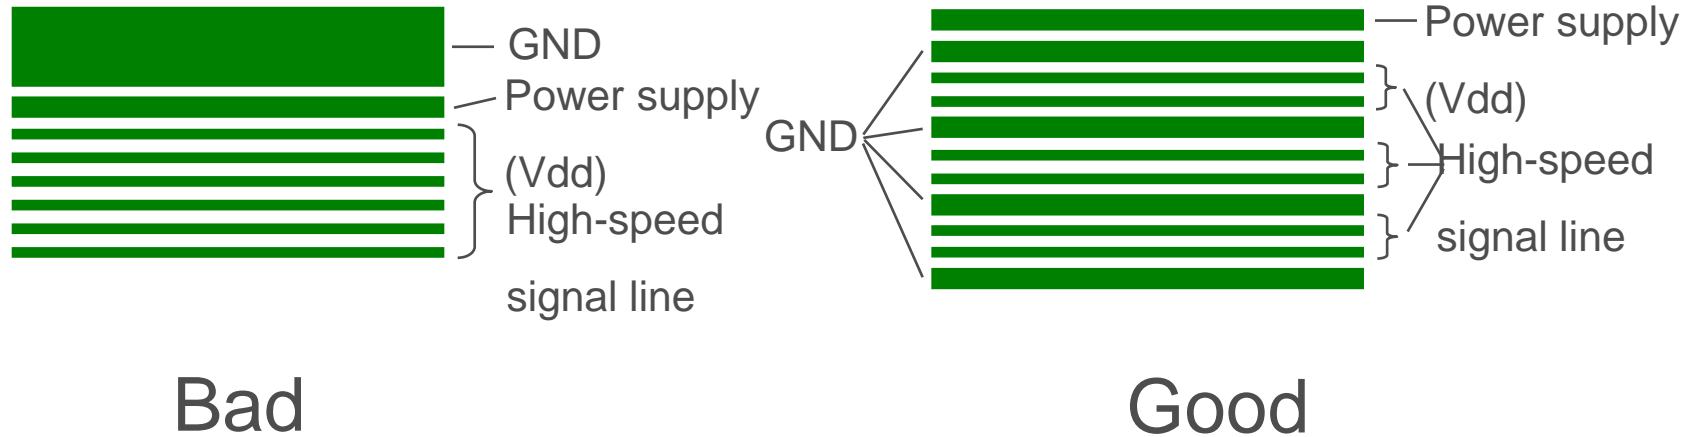 GND
Power supply
(Vdd)
High-speed
signal line
Bad
Power supply
GND
(Vdd)
High-speed
signal line
Good